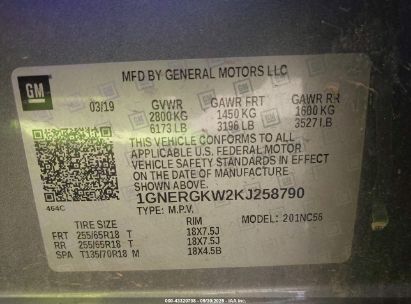 MFD BY GENERAL MOTORS LLC
GM
03/19 GVWR GAWR FRT GAWR RR
2800 KG 1450 KG 1600 KG
6173 LB 3196 LB 3527 LB
THIS VEHICLE CONFORMS TO ALL
APPLICABLE U.S. FEDERAL MOTOR
VEHICLE SAFETY STANDARDS IN EFFECT
ON THE DATE OF MANUFACTURE
SHOWN ABOVE.
464C 1GNERGKW2KJ258790
TYPE: M.P.V. MODEL: 201NC56
TIRE SIZE RIM
FRT 255/65R18 T 18X7.5J
RR 255/65R18 T 18X7.5J
SPA T135/70R18 M 18X4.5B